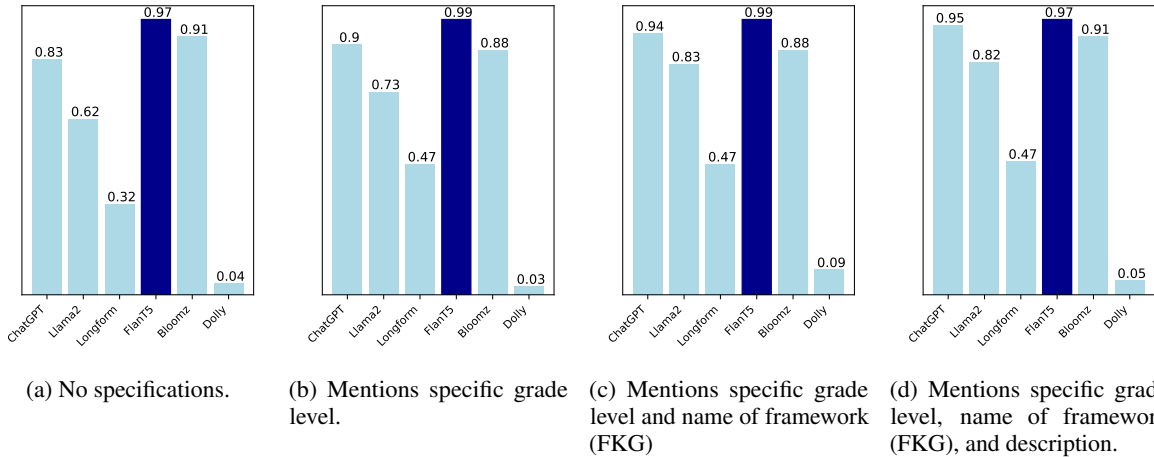 0.83
0.62
0.32
0.97
0.91
0.04
ChatGPT
Llama2
Longform
FlanT5
Bloomz
Dolly
(a) No specifications.
0.9
0.73
0.47
0.99
0.88
0.03
ChatGPT
Llama2
Longform
FlanT5
Bloomz
Dolly
(b) Mentions specific grade
level.
0.94
0.83
0.47
0.99
0.88
0.09
ChatGPT
Llama2
Longform
FlanT5
Bloomz
Dolly
(c) Mentions specific grade
level and name of framework
(FKG)
0.95
0.82
0.47
0.97
0.91
0.05
ChatGPT
Llama2
Longform
FlanT5
Bloomz
Dolly
(d) Mentions specific grad
level, name of framewor
(FKG), and description.